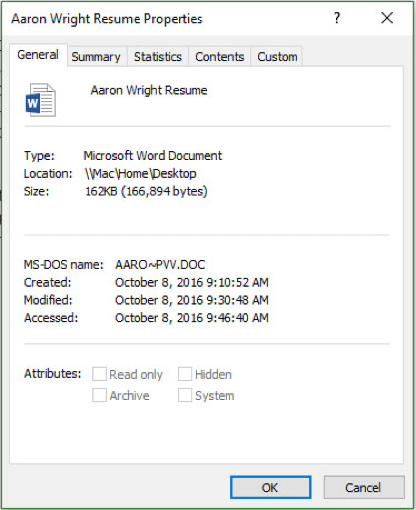 Aaron Wright Resume Properties ? ×
General Summary Statistics Contents Custom
W
Aaron Wright Resume
Type: Microsoft Word Document
Location: \\Mac\Home\Desktop
Size: 162KB (166,894 bytes)
MS-DOS name: AARO~PVV.DOC
Created: October 8, 2016 9:10:52 AM
Modified: October 8, 2016 9:30:48 AM
Accessed: October 8, 2016 9:46:40 AM
Attributes: Read only Hidden
Archive System
OK Cancel